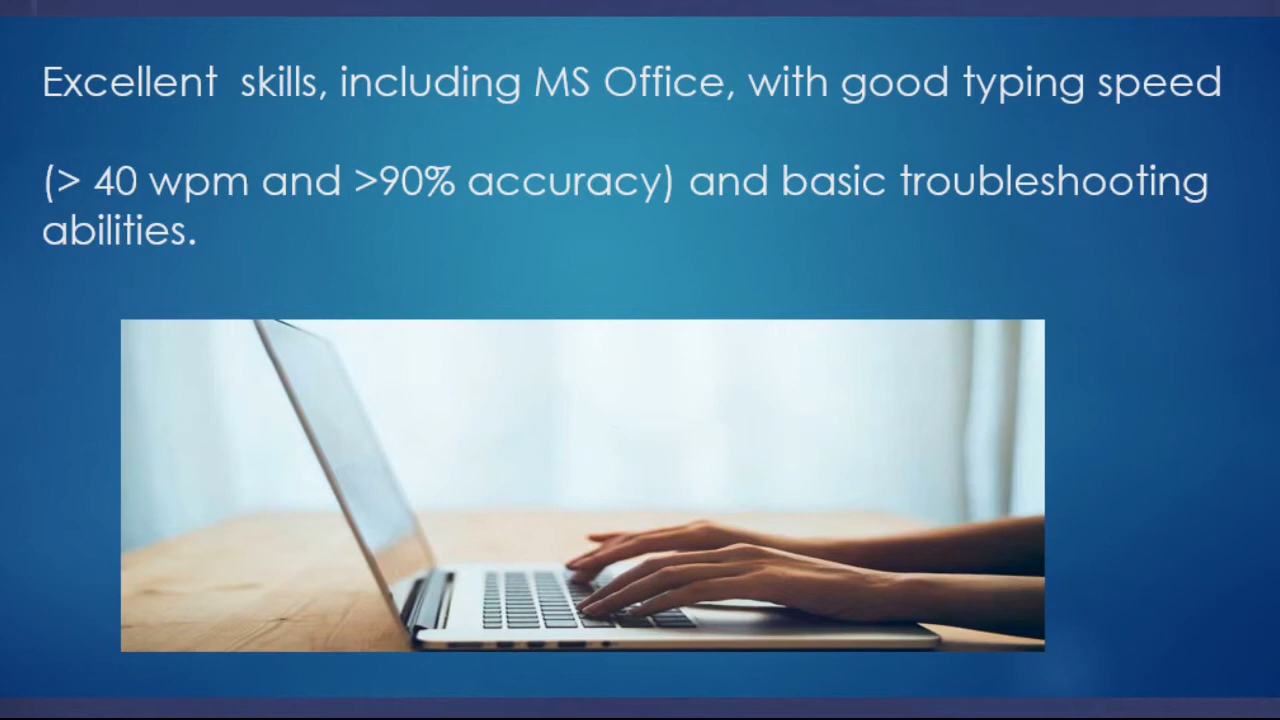 Excellent skills, including MS Office, with good typing speed
(> 40 wpm and >90% accuracy) and basic troubleshooting
abilities.